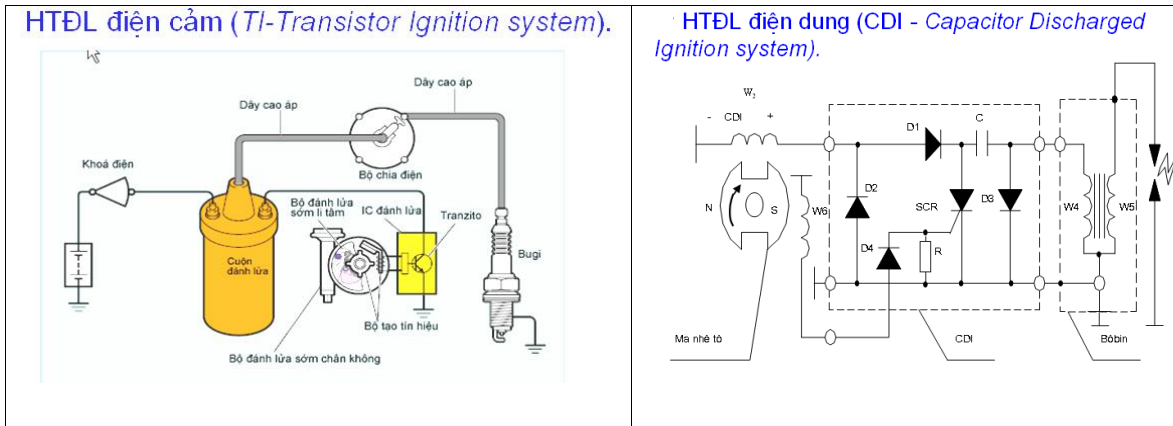 HTĐL điện cảm (TI-Transistor Ignition system).
Dây cao áp
Dây cao áp
Khoá điện
Bộ chia điện
Bộ đánh lửa
sớm li tâm
IC đánh lửa
Tranzito
Cuộn
đánh lửa
Bugi
Bộ tạo tín hiệu
Bộ đánh lửa sớm chân không
HTĐL điện dung (CDI - Capacitor Discharged
Ignition system).
- CDI +
D1
C
D2
W6
SCR
D3
W4
W5
N
S
D4
R
Ma nhê tô
CDI
Bôbin